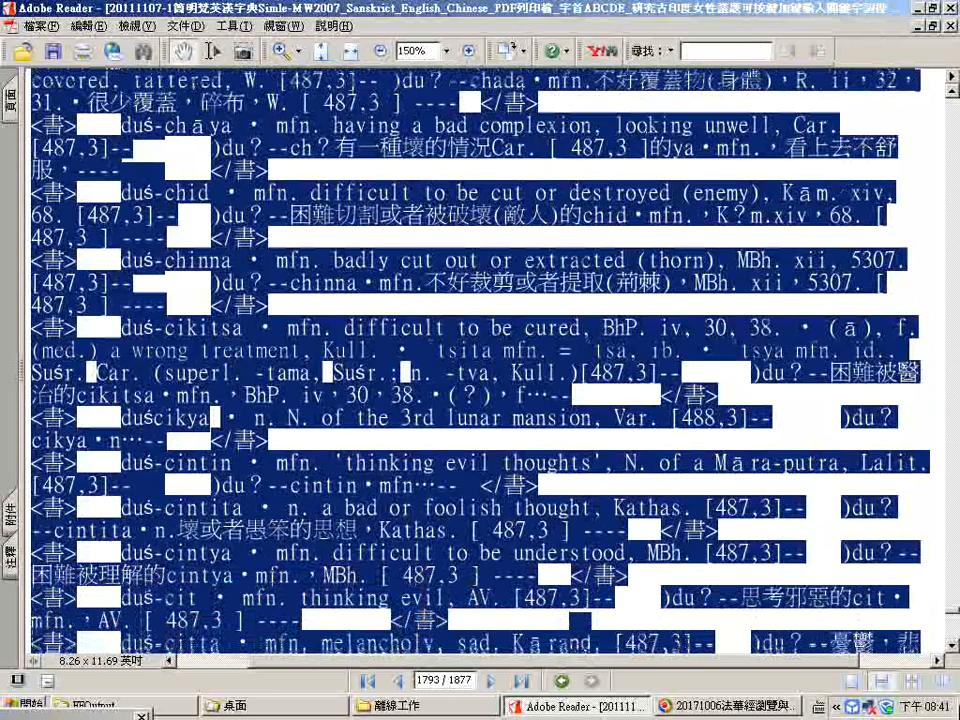 Adobe Reader - [20111107-1簡明梵英漢字典Simle-MW2007_Sanskrict_English_Chinese_PDF列印檔_字首ABCDE_研究古印度女性議題可按鍵輸入關鍵字詞搜
檔案(F) 編輯(E) 檢視(V) 文件(D) 工具(T) 視窗(W) 說明(H)
150% 尋找：
頁面
covered, tattered, W. [487,3]-- )du？--chada・mfn.不好覆蓋物(身體)，R. ii，32，
31.・很少覆蓋，碎布，W. [ 487.3 ] ---- </書>
<書> duś-chāya ・ mfn. having a bad complexion, looking unwell, Car.
[487,3]-- )du？--ch？有一種壞的情況Car. [ 487,3 ]的ya・mfn.，看上去不舒
服，---- </書>
<書> duś-chid ・ mfn. difficult to be cut or destroyed (enemy), Kām. xiv,
68. [487,3]-- )du？--困難切割或者被破壞(敵人)的chid・mfn.，K？m.xiv，68. [
487,3 ] ---- </書>
<書> duś-chinna ・ mfn. badly cut out or extracted (thorn), MBh. xii, 5307.
[487,3]-- )du？--chinna・mfn.不好裁剪或者提取(荊棘)，MBh. xii，5307. [
487,3 ] ---- </書>
<書> duś-cikitsa ・ mfn. difficult to be cured, BhP. iv, 30, 38. ・ (ā), f.
(med.) a wrong treatment, Kull. ・ ˚tsita mfn. = ˚tsa, ib. ・ ˚tsya mfn. id.,
Suśr. Car. (superl. -tama, Suśr.; n. -tva, Kull.)[487,3]-- )du？--困難被醫
治的cikitsa・mfn.，BhP. iv，30，38.・(？)，f…-- </書>
<書> duścikya ・ n. N. of the 3rd lunar mansion, Var. [488,3]-- )du？
cikya・n…-- </書>
<書> duś-cintin ・ mfn. 'thinking evil thoughts', N. of a Māra-putra, Lalit.
[487,3]-- )du？--cintin・mfn…-- </書>
<書> duś-cintita ・ n. a bad or foolish thought, Kathas. [487,3]-- )du？
--cintita・n.壞或者愚笨的思想，Kathas. [ 487,3 ] ---- </書>
<書> duś-cintya ・ mfn. difficult to be understood, MBh. [487,3]-- )du？--
困難被理解的cintya・mfn.，MBh. [ 487,3 ] ---- </書>
<書> duś-cit ・ mfn. thinking evil, AV. [487,3]-- )du？--思考邪惡的cit・
mfn.，AV. [ 487,3 ] ---- </書>
<書> duś-citta ・ mfn. melancholy, sad, Kārand. [487,3]-- )du？--憂鬱，悲
附件
注釋
8.26 x 11.69 英吋
1793 / 1877
開始 桌面 離線工作 Adobe Reader - [201111... 20171006法華經瀏覽與... 下午 08:41